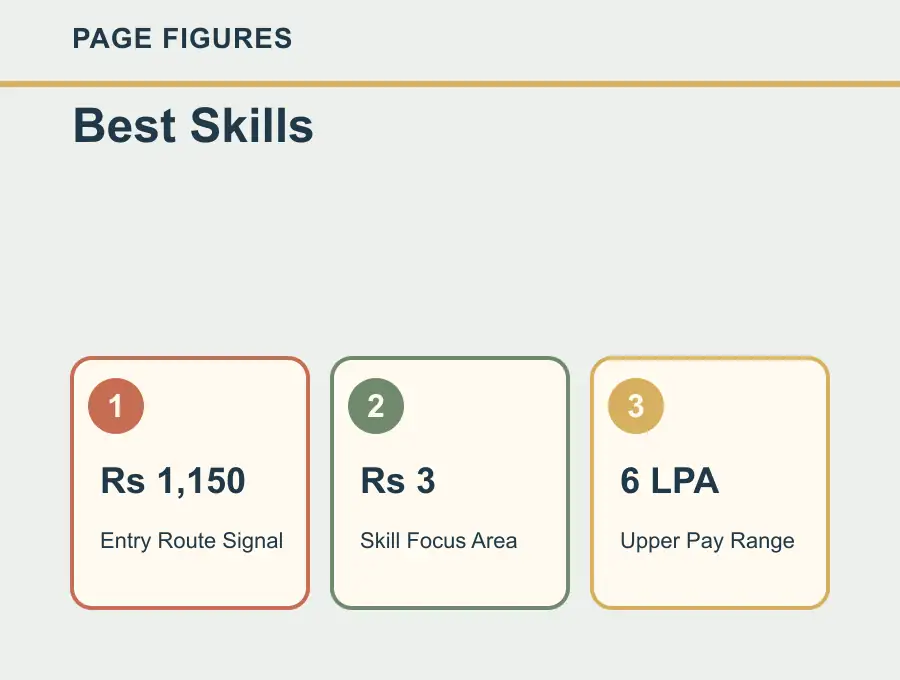 PAGE FIGURES
Best Skills
1
Rs 1,150
Entry Route Signal
2
Rs 3
Skill Focus Area
3
6 LPA
Upper Pay Range